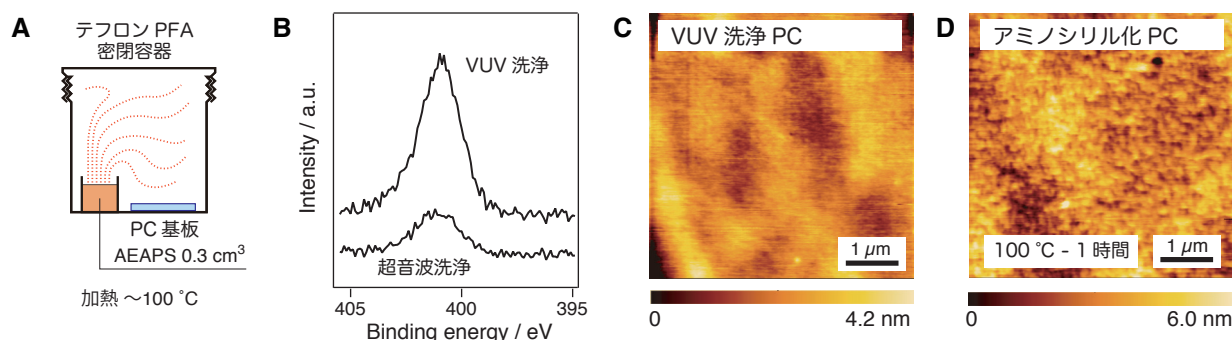 A
テフロン PFA
密閉容器
PC 基板
AEAPS 0.3 cm³
加熱 ～100 ˚C
B
Intensity / a.u.
VUV 洗浄
超音波洗浄
405
400
395
Binding energy / eV
C
VUV 洗浄 PC
1 µm
0
4.2 nm
D
アミノシリル化 PC
100 ˚C - 1 時間
1 µm
0
6.0 nm